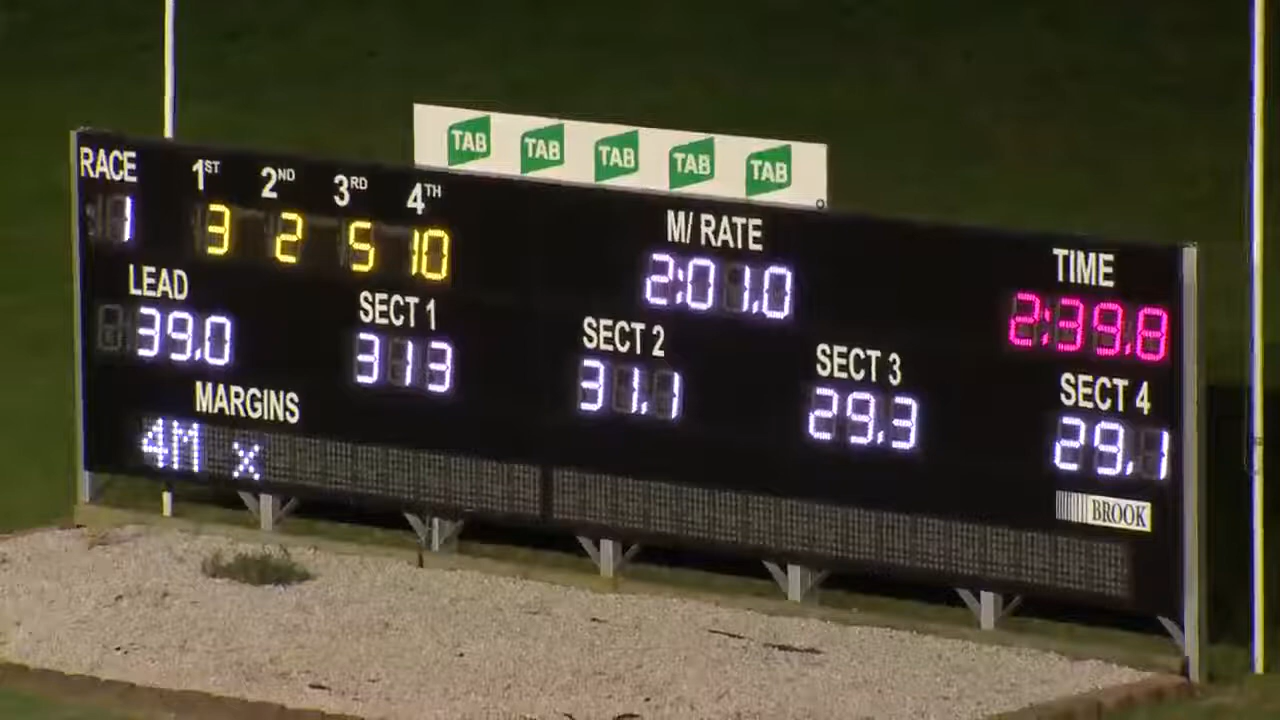 TAB TAB TAB TAB TAB
RACE 1ST 2ND 3RD 4TH
1 3 2 5 10
M/ RATE
2:01.0
TIME
2:39.8
LEAD
39.0
SECT 1
313
SECT 2
31.1
SECT 3
29.3
SECT 4
29.1
MARGINS
4M x
BROOK